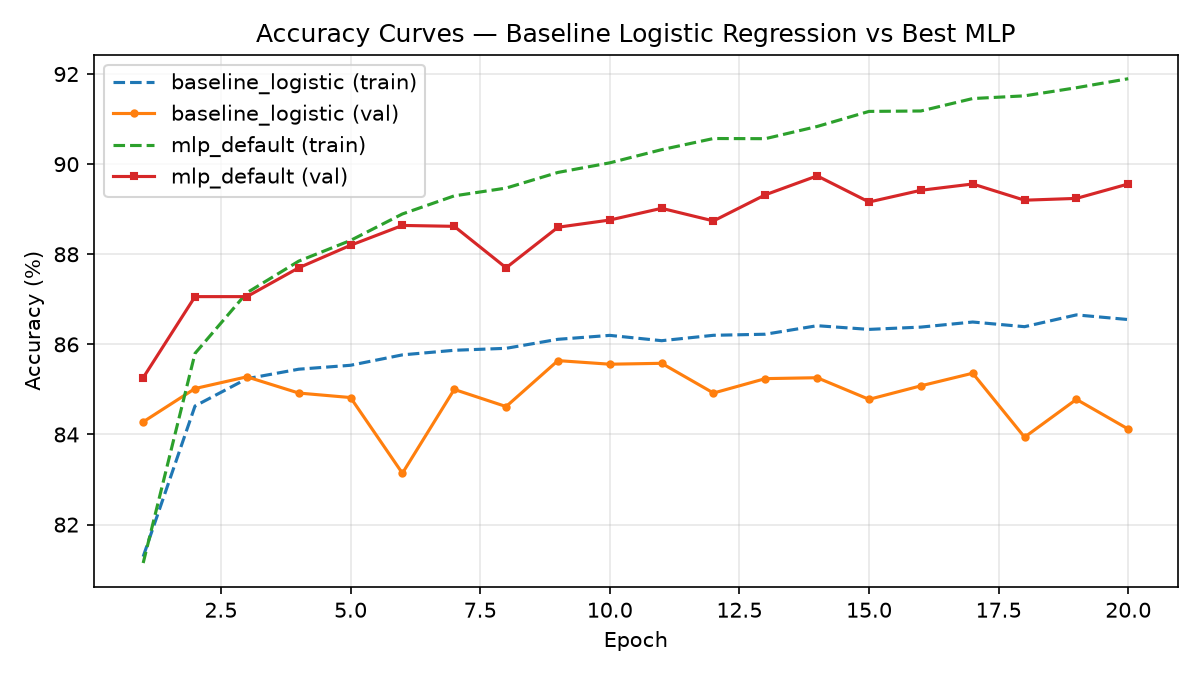 Accuracy Curves — Baseline Logistic Regression vs Best MLP
baseline_logistic (train)
baseline_logistic (val)
mlp_default (train)
mlp_default (val)
Accuracy (%)
92
90
88
86
84
82
2.5 5.0 7.5 10.0 12.5 15.0 17.5 20.0
Epoch